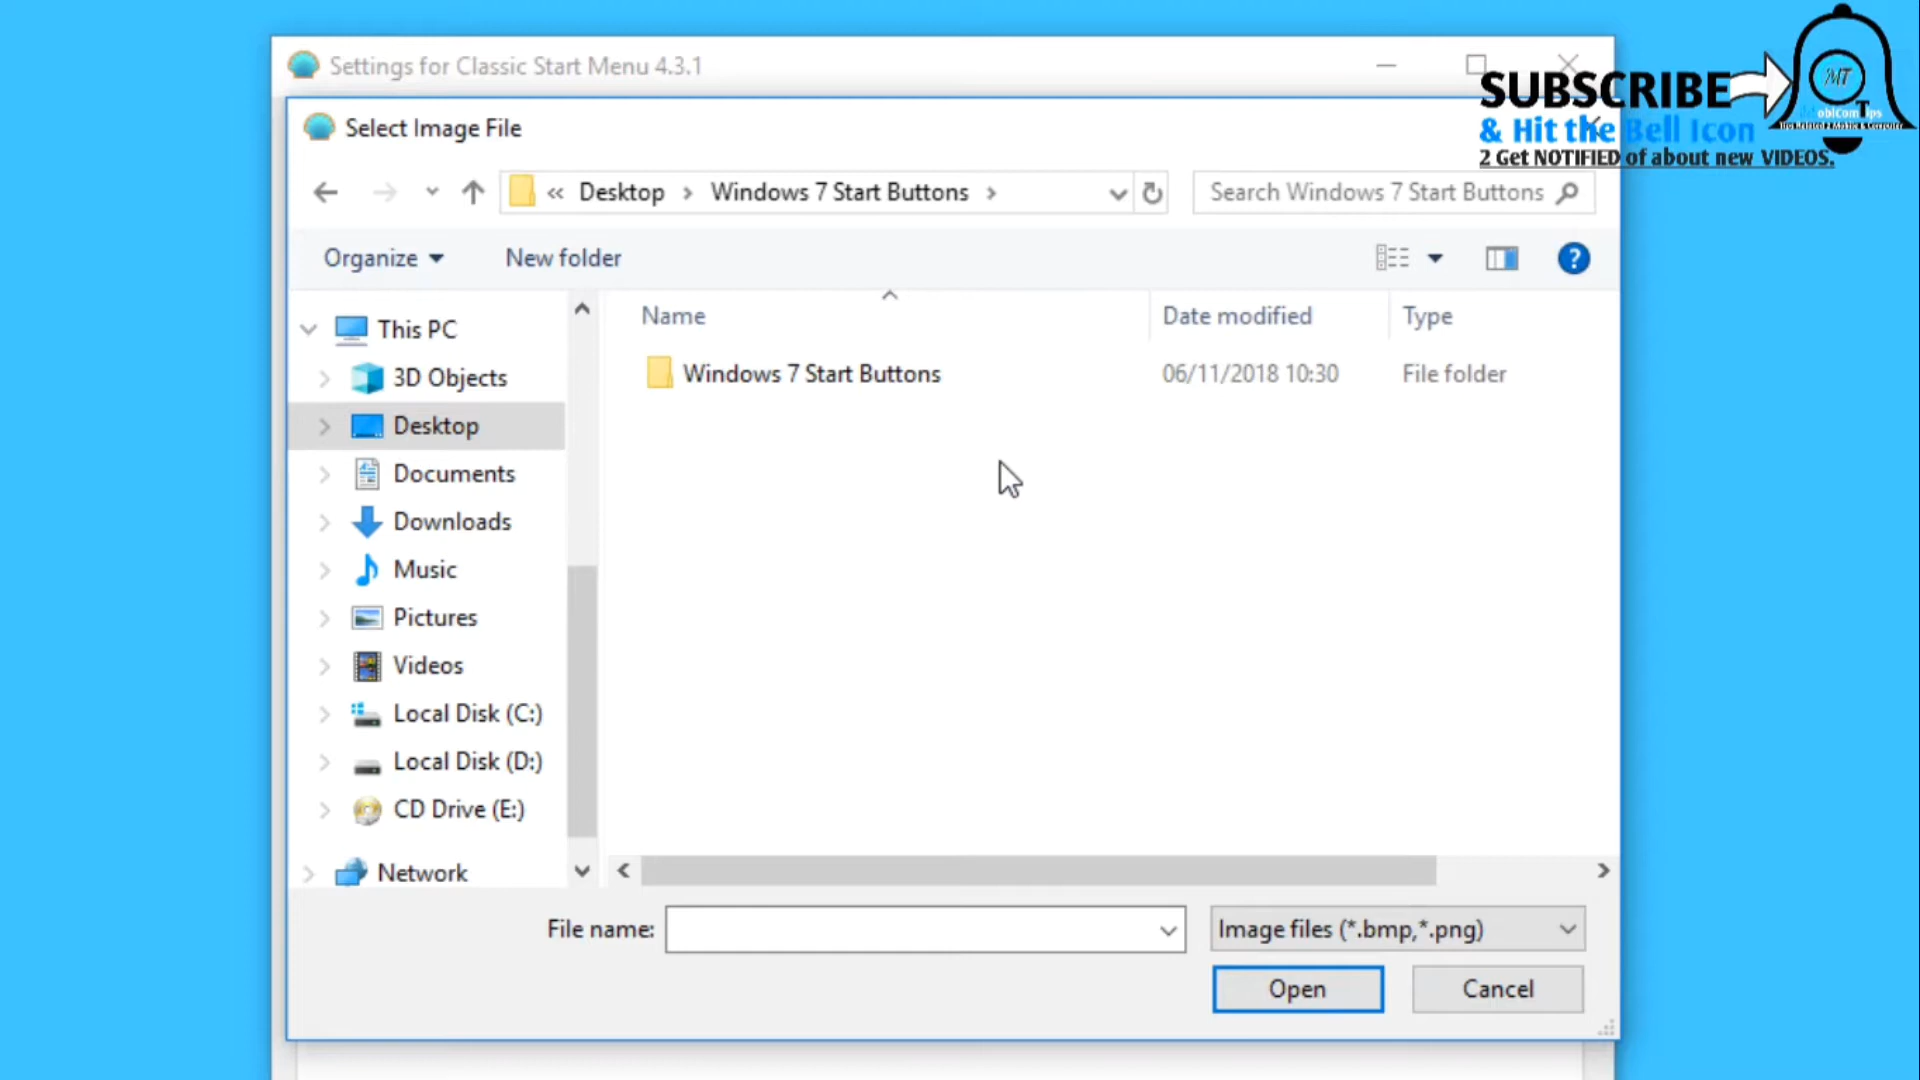 Settings for Classic Start Menu 4.3.1
SUBSCRIBE
MT
& Hit the Bell Icon
2 Get NOTIFIED of about new VIDEOS.
Select Image File
« Desktop > Windows 7 Start Buttons >
Search Windows 7 Start Buttons
Organize
New folder
?
Name
Date modified
Type
This PC
3D Objects
Desktop
Documents
Downloads
Music
Pictures
Videos
Local Disk (C:)
Local Disk (D:)
CD Drive (E:)
Network
Windows 7 Start Buttons
06/11/2018 10:30
File folder
File name:
Image files (*.bmp,*.png)
Open
Cancel